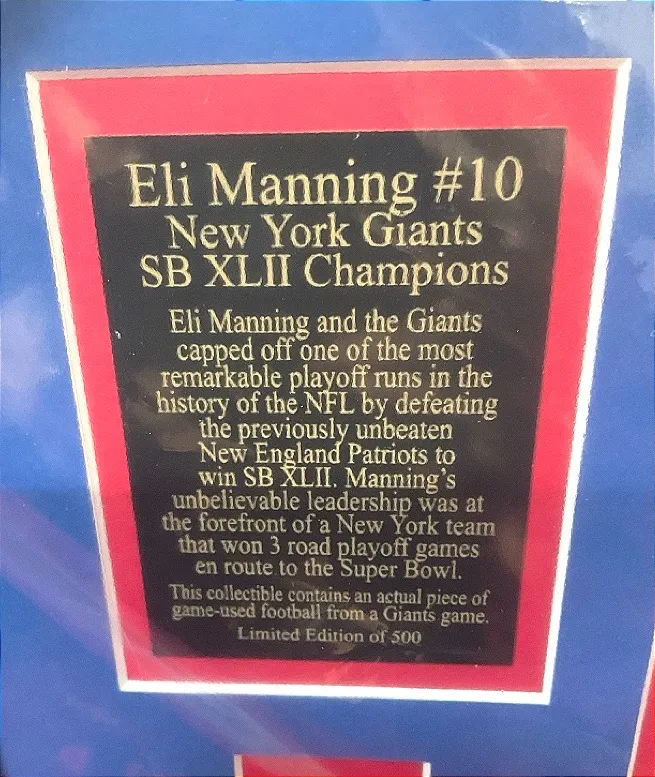 Eli Manning #10
New York Giants
SB XLII Champions
Eli Manning and the Giants
capped off one of the most
remarkable playoff runs in the
history of the NFL by defeating
the previously unbeaten
New England Patriots to
win SB XLII. Manning's
unbelievable leadership was at
the forefront of a New York team
that won 3 road playoff games
en route to the Super Bowl.
This collectible contains an actual piece of
game-used football from a Giants game.
Limited Edition of 500